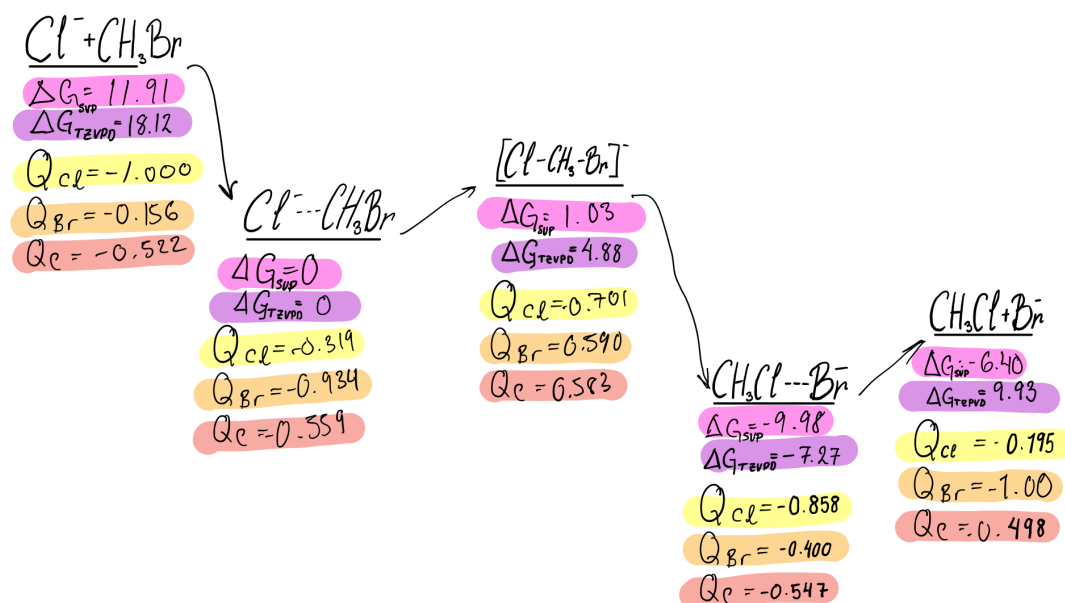 Cl⁻+CH₃Br
ΔG_SVP = 11.91
ΔG_TZVPD = 18.12
Q_Cl = -1.000
Q_Br = -0.156
Q_C = -0.522
Cl⁻---CH₃Br
ΔG_SVP = 0
ΔG_TZVPD = 0
Q_Cl = -0.319
Q_Br = -0.934
Q_C = -0.359
[Cl-CH₃-Br]⁻
ΔG_SVP = 1.03
ΔG_TZVPD = 4.88
Q_Cl = -0.701
Q_Br = 0.590
Q_C = 0.583
CH₃Cl---Br⁻
ΔG_SVP = -9.98
ΔG_TZVPD = -7.27
Q_Cl = -0.858
Q_Br = -0.400
Q_C = -0.547
CH₃Cl+Br⁻
ΔG_SVP = -6.40
ΔG_TZPVD = 9.93
Q_Cl = -0.195
Q_Br = -1.00
Q_C = -0.498